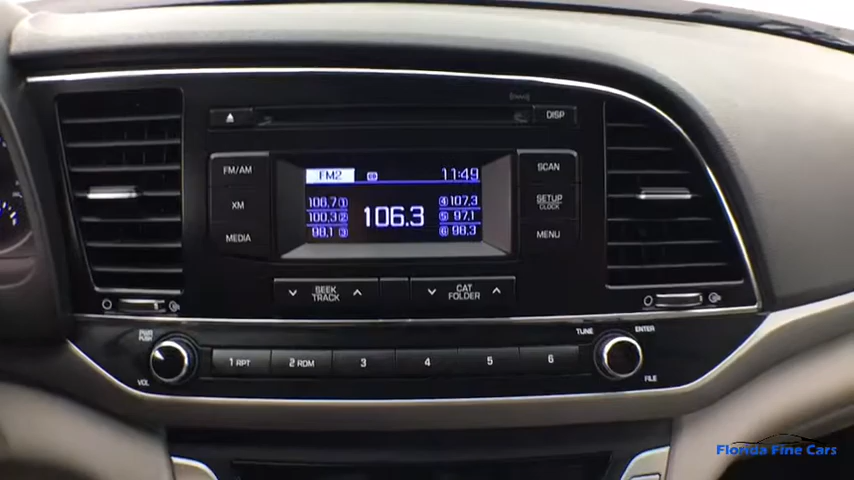 DISP
FM/AM
XM
MEDIA
FM2
11:49
106.7 1
100.3 2
98.1 3
106.3
4 107.3
5 97.1
6 98.3
SCAN
SETUP
CLOCK
MENU
SEEK
TRACK
CAT
FOLDER
PWR
PUSH
VOL
1 RPT
2 RDM
3
4
5
6
TUNE
ENTER
FILE
Florida Fine Cars